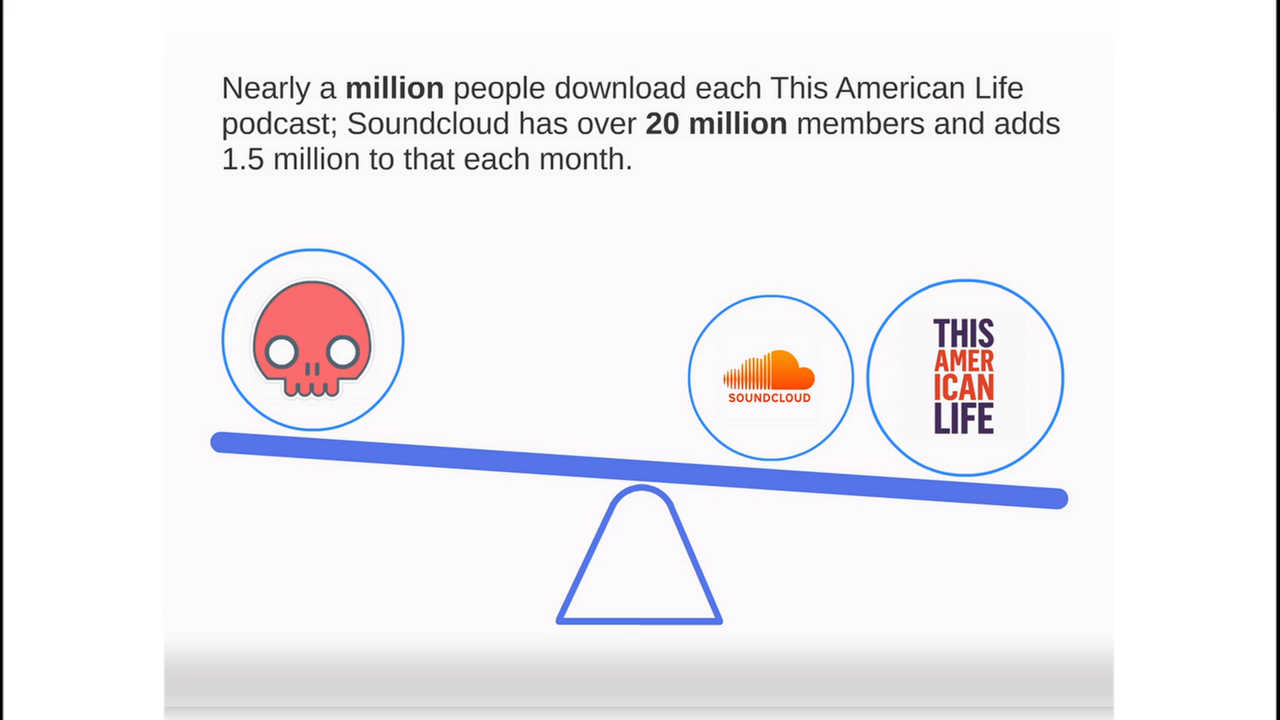 Nearly a million people download each This American Life
podcast; Soundcloud has over 20 million members and adds
1.5 million to that each month.
SOUNDCLOUD
THIS
AMER
ICAN
LIFE